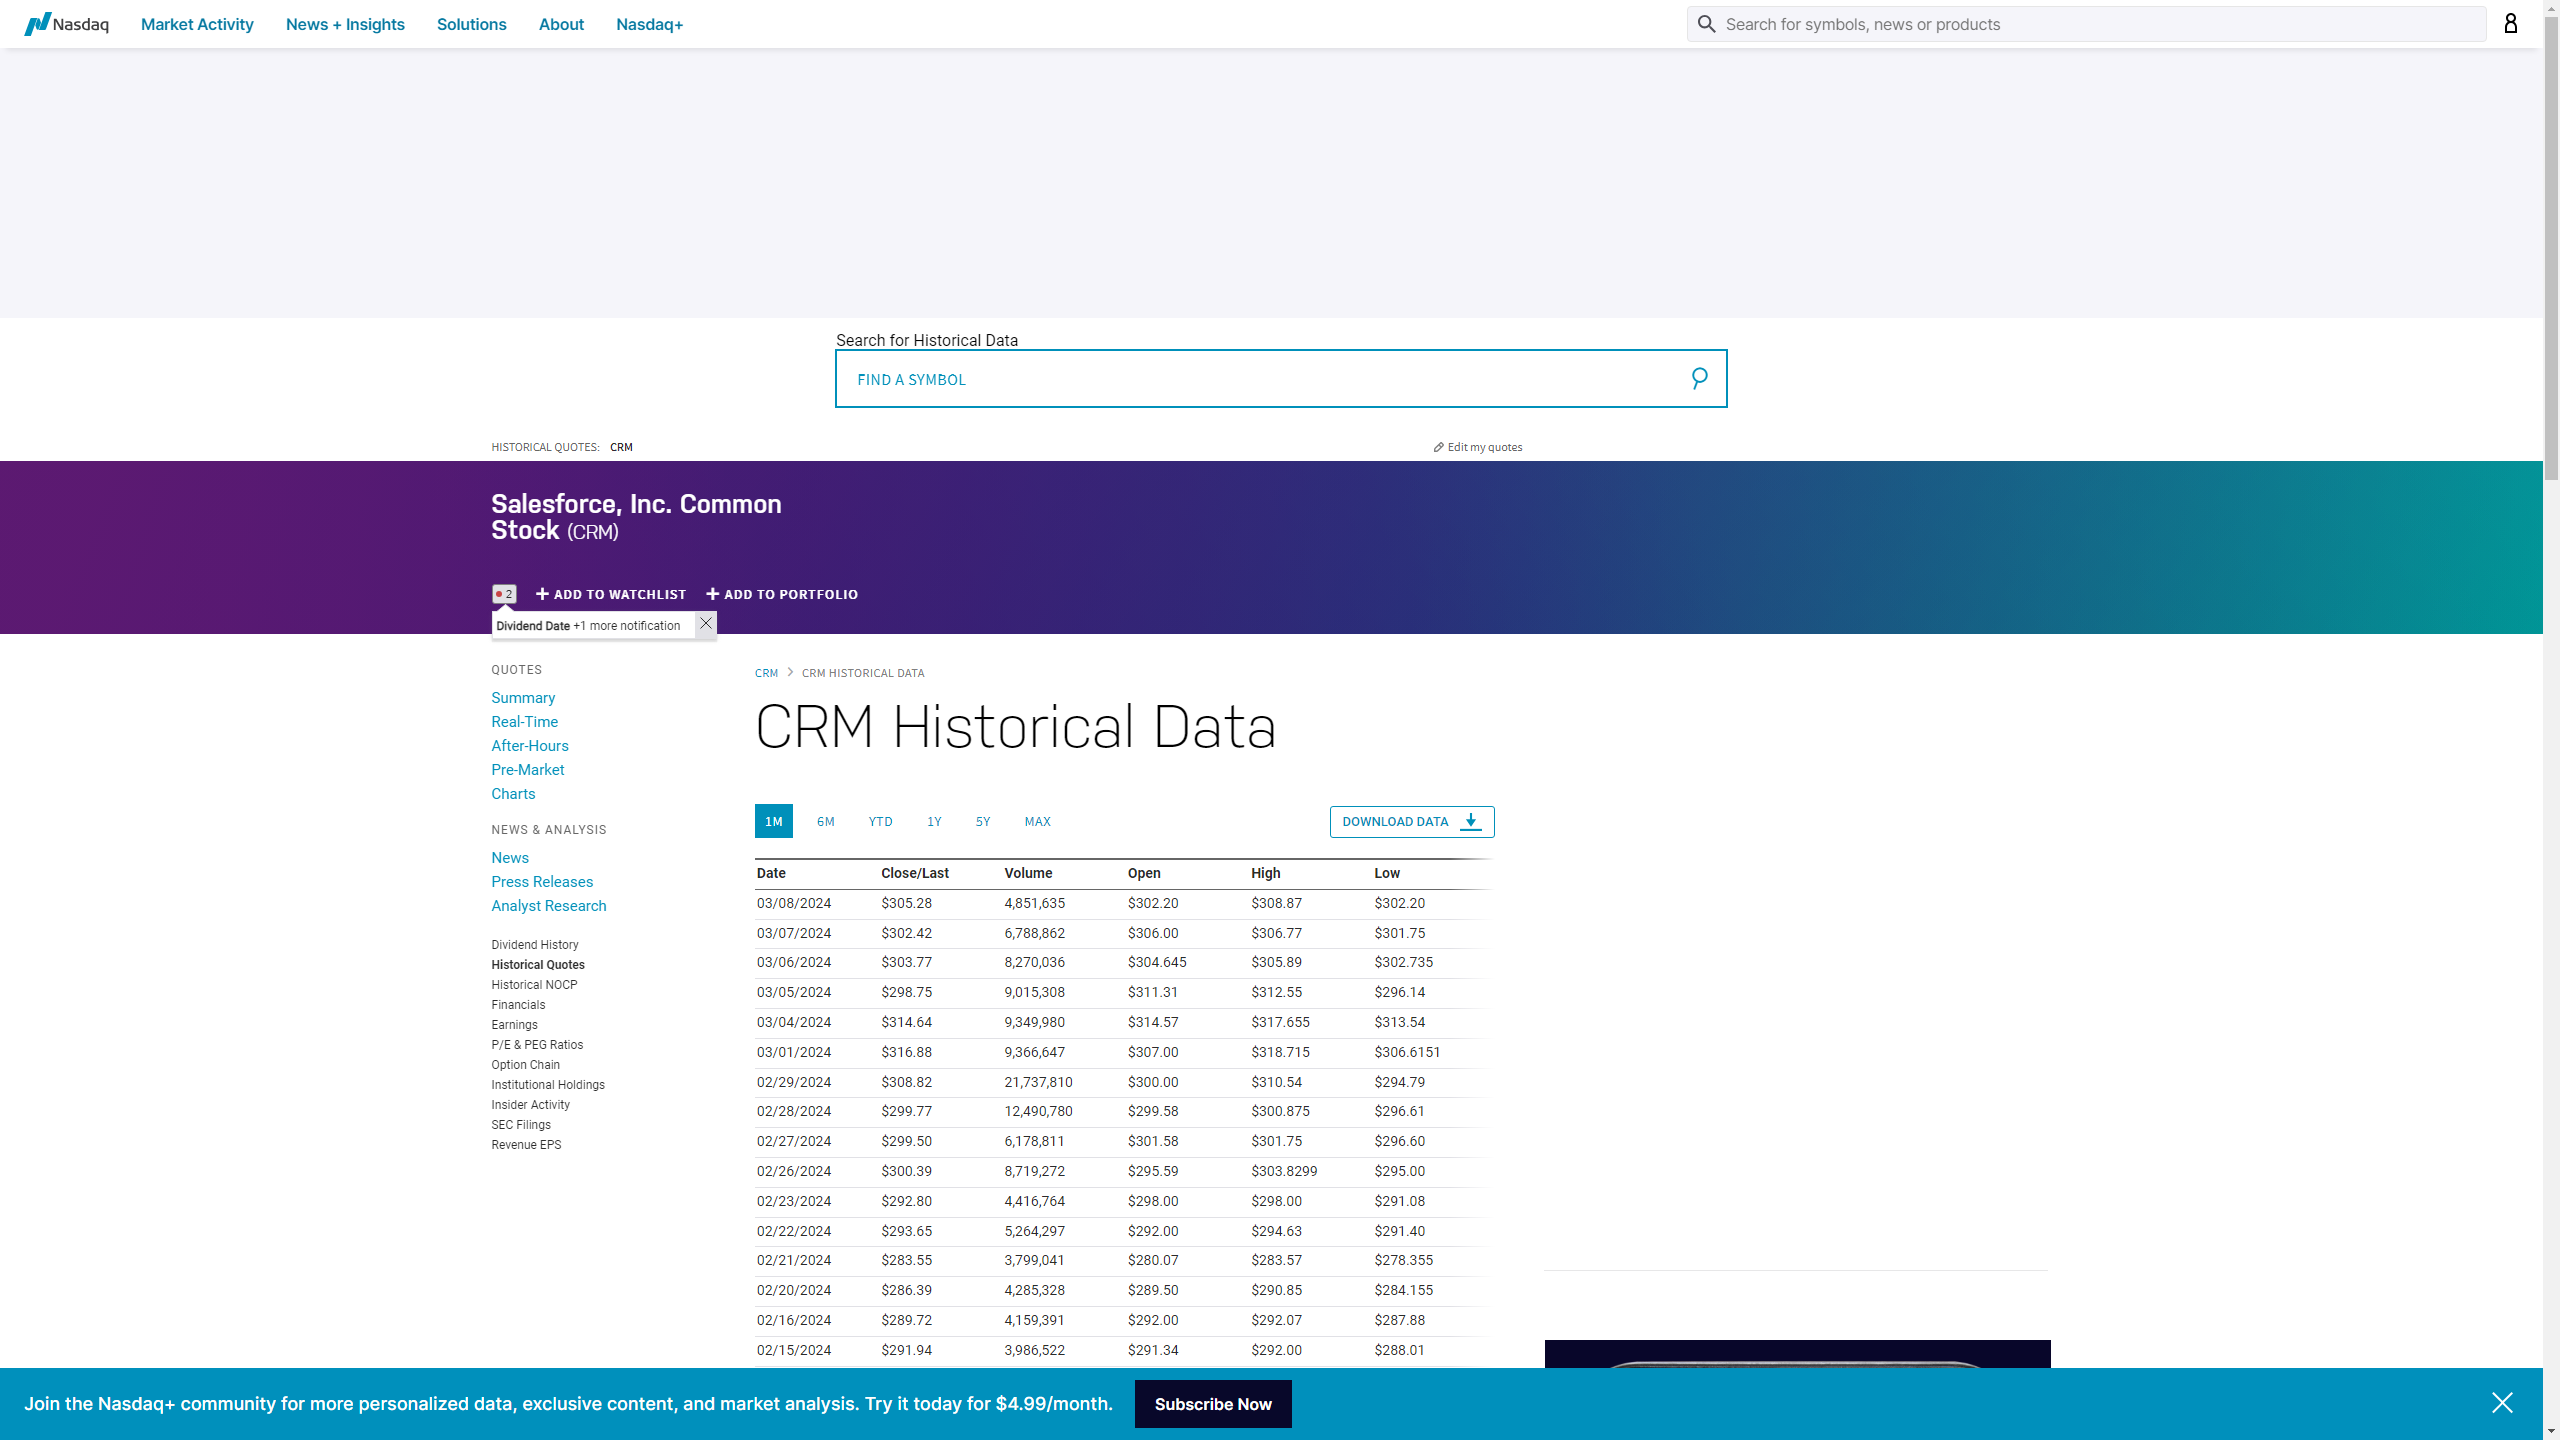 Nasdaq Market Activity News + Insights Solutions About Nasdaq+ Search for symbols, news or products
Search for Historical Data
FIND A SYMBOL
HISTORICAL QUOTES: CRM Edit my quotes
Salesforce, Inc. Common
Stock (CRM)
2 ADD TO WATCHLIST ADD TO PORTFOLIO
Dividend Date +1 more notification
QUOTES
Summary
Real-Time
After-Hours
Pre-Market
Charts
NEWS & ANALYSIS
News
Press Releases
Analyst Research
Dividend History
Historical Quotes
Historical NOCP
Financials
Earnings
P/E & PEG Ratios
Option Chain
Institutional Holdings
Insider Activity
SEC Filings
Revenue EPS
CRM > CRM HISTORICAL DATA
CRM Historical Data
1M 6M YTD 1Y 5Y MAX DOWNLOAD DATA
Date Close/Last Volume Open High Low
03/08/2024 $305.28 4,851,635 $302.20 $308.87 $302.20
03/07/2024 $302.42 6,788,862 $306.00 $306.77 $301.75
03/06/2024 $303.77 8,270,036 $304.645 $305.89 $302.735
03/05/2024 $298.75 9,015,308 $311.31 $312.55 $296.14
03/04/2024 $314.64 9,349,980 $314.57 $317.655 $313.54
03/01/2024 $316.88 9,366,647 $307.00 $318.715 $306.6151
02/29/2024 $308.82 21,737,810 $300.00 $310.54 $294.79
02/28/2024 $299.77 12,490,780 $299.58 $300.875 $296.61
02/27/2024 $299.50 6,178,811 $301.58 $301.75 $296.60
02/26/2024 $300.39 8,719,272 $295.59 $303.8299 $295.00
02/23/2024 $292.80 4,416,764 $298.00 $298.00 $291.08
02/22/2024 $293.65 5,264,297 $292.00 $294.63 $291.40
02/21/2024 $283.55 3,799,041 $280.07 $283.57 $278.355
02/20/2024 $286.39 4,285,328 $289.50 $290.85 $284.155
02/16/2024 $289.72 4,159,391 $292.00 $292.07 $287.88
02/15/2024 $291.94 3,986,522 $291.34 $292.00 $288.01
Join the Nasdaq+ community for more personalized data, exclusive content, and market analysis. Try it today for $4.99/month. Subscribe Now